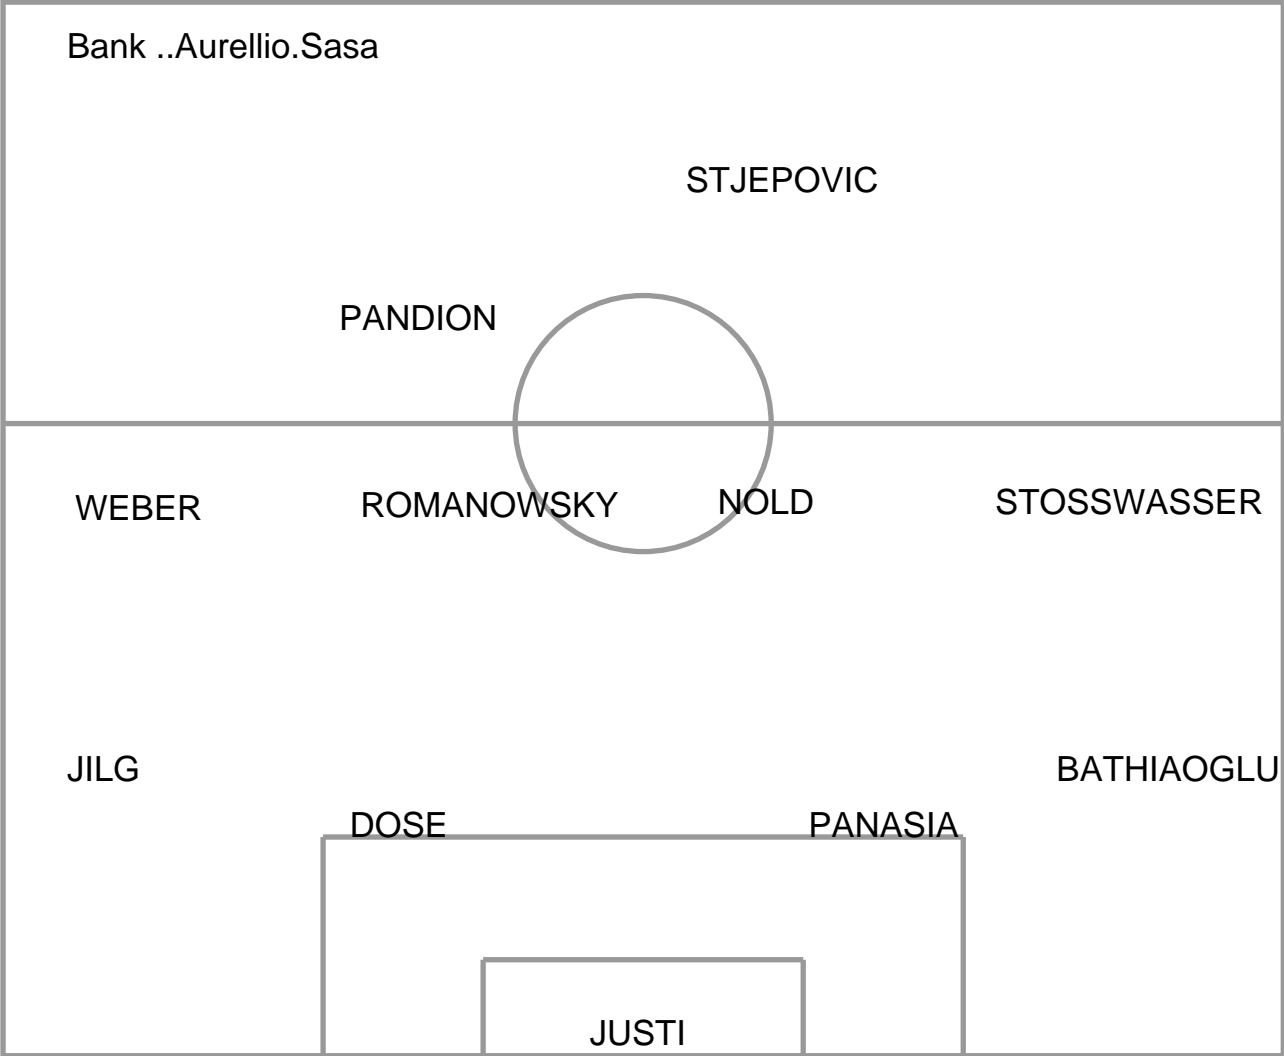 Bank ..Aurellio.Sasa
STJEPOVIC
PANDION
WEBER ROMANOWSKY NOLD STOSSWASSER
JILG BATHIAOGLU
DOSE PANASIA
JUSTI